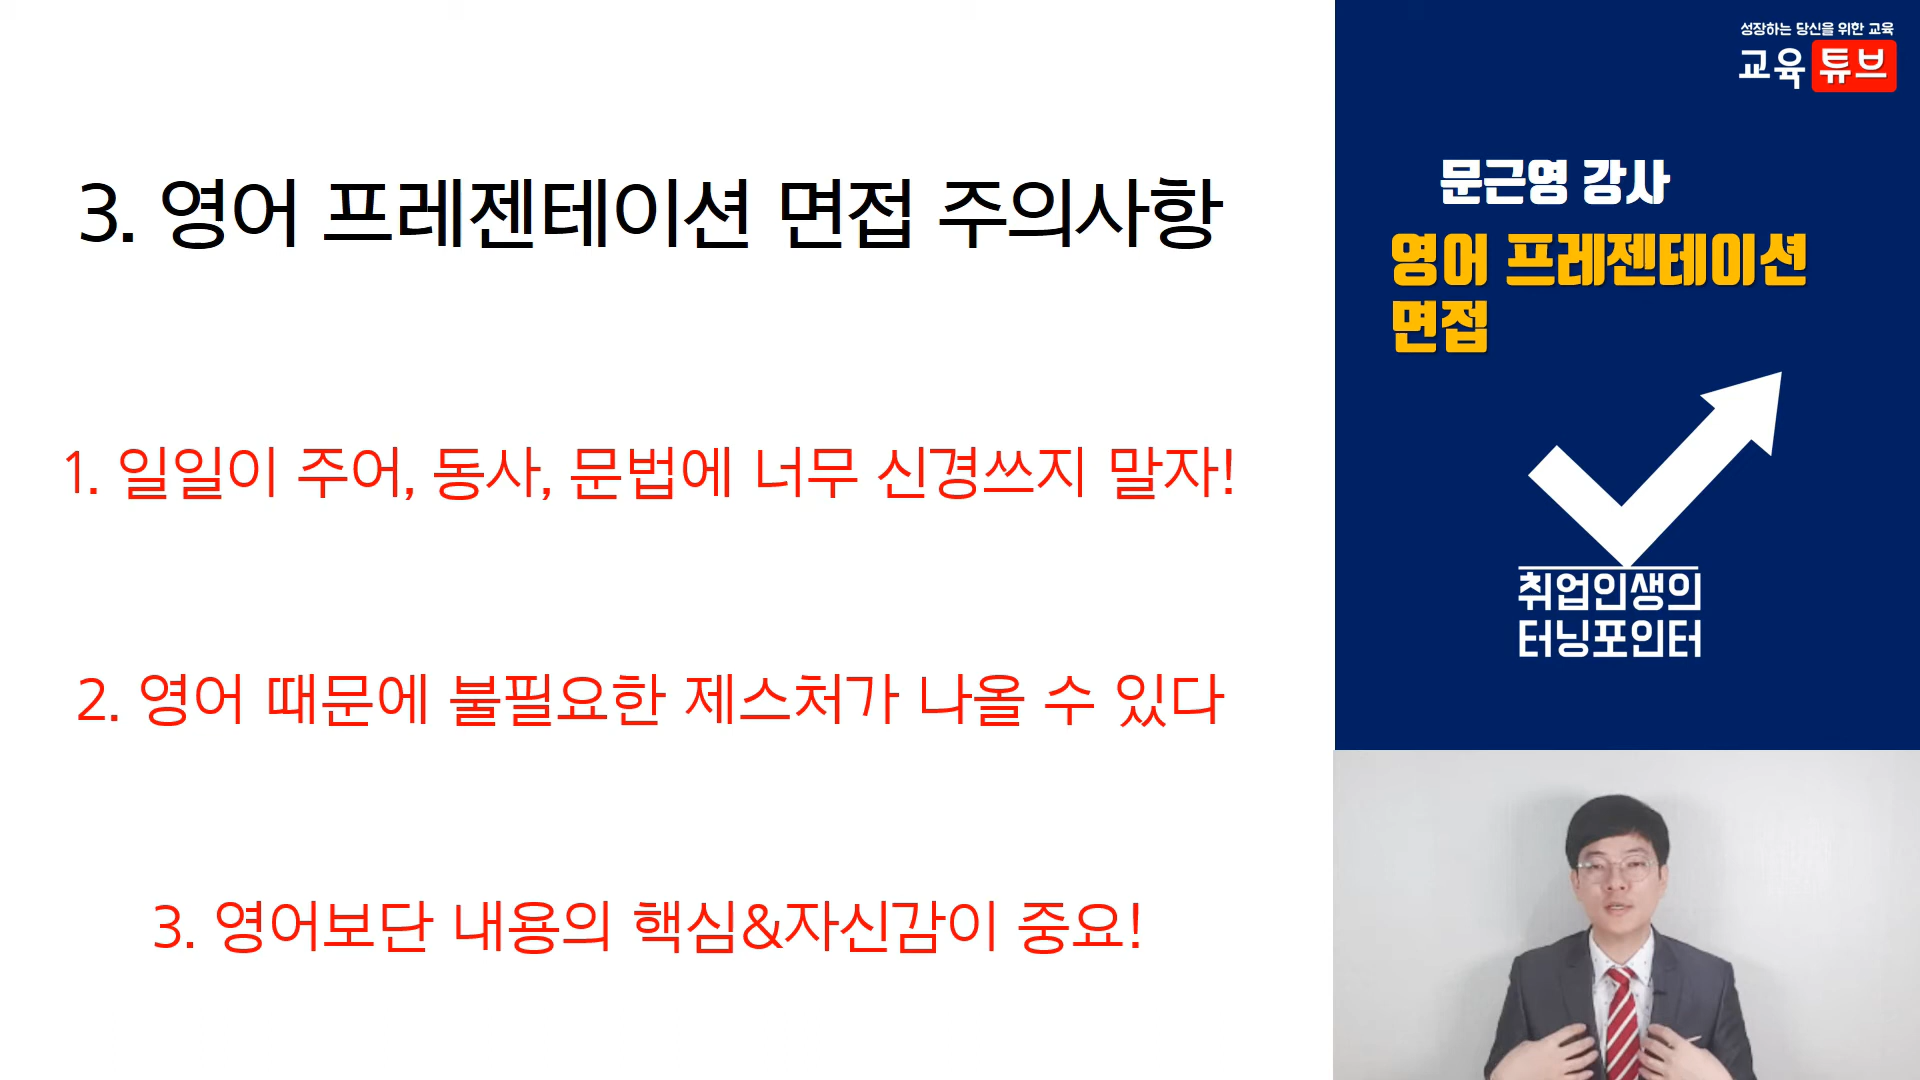 3. 영어 프레젠테이션 면접 주의사항
1. 일일이 주어, 동사, 문법에 너무 신경쓰지 말자!
2. 영어 때문에 불필요한 제스처가 나올 수 있다
3. 영어보단 내용의 핵심&자신감이 중요!
성장하는 당신을 위한 교육
교육 튜브
문근영 강사
영어 프레젠테이션
면접
취업인생의
터닝포인터